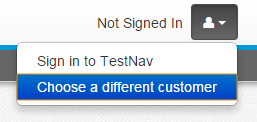 Not Signed In
Sign in to TestNav
Choose a different customer